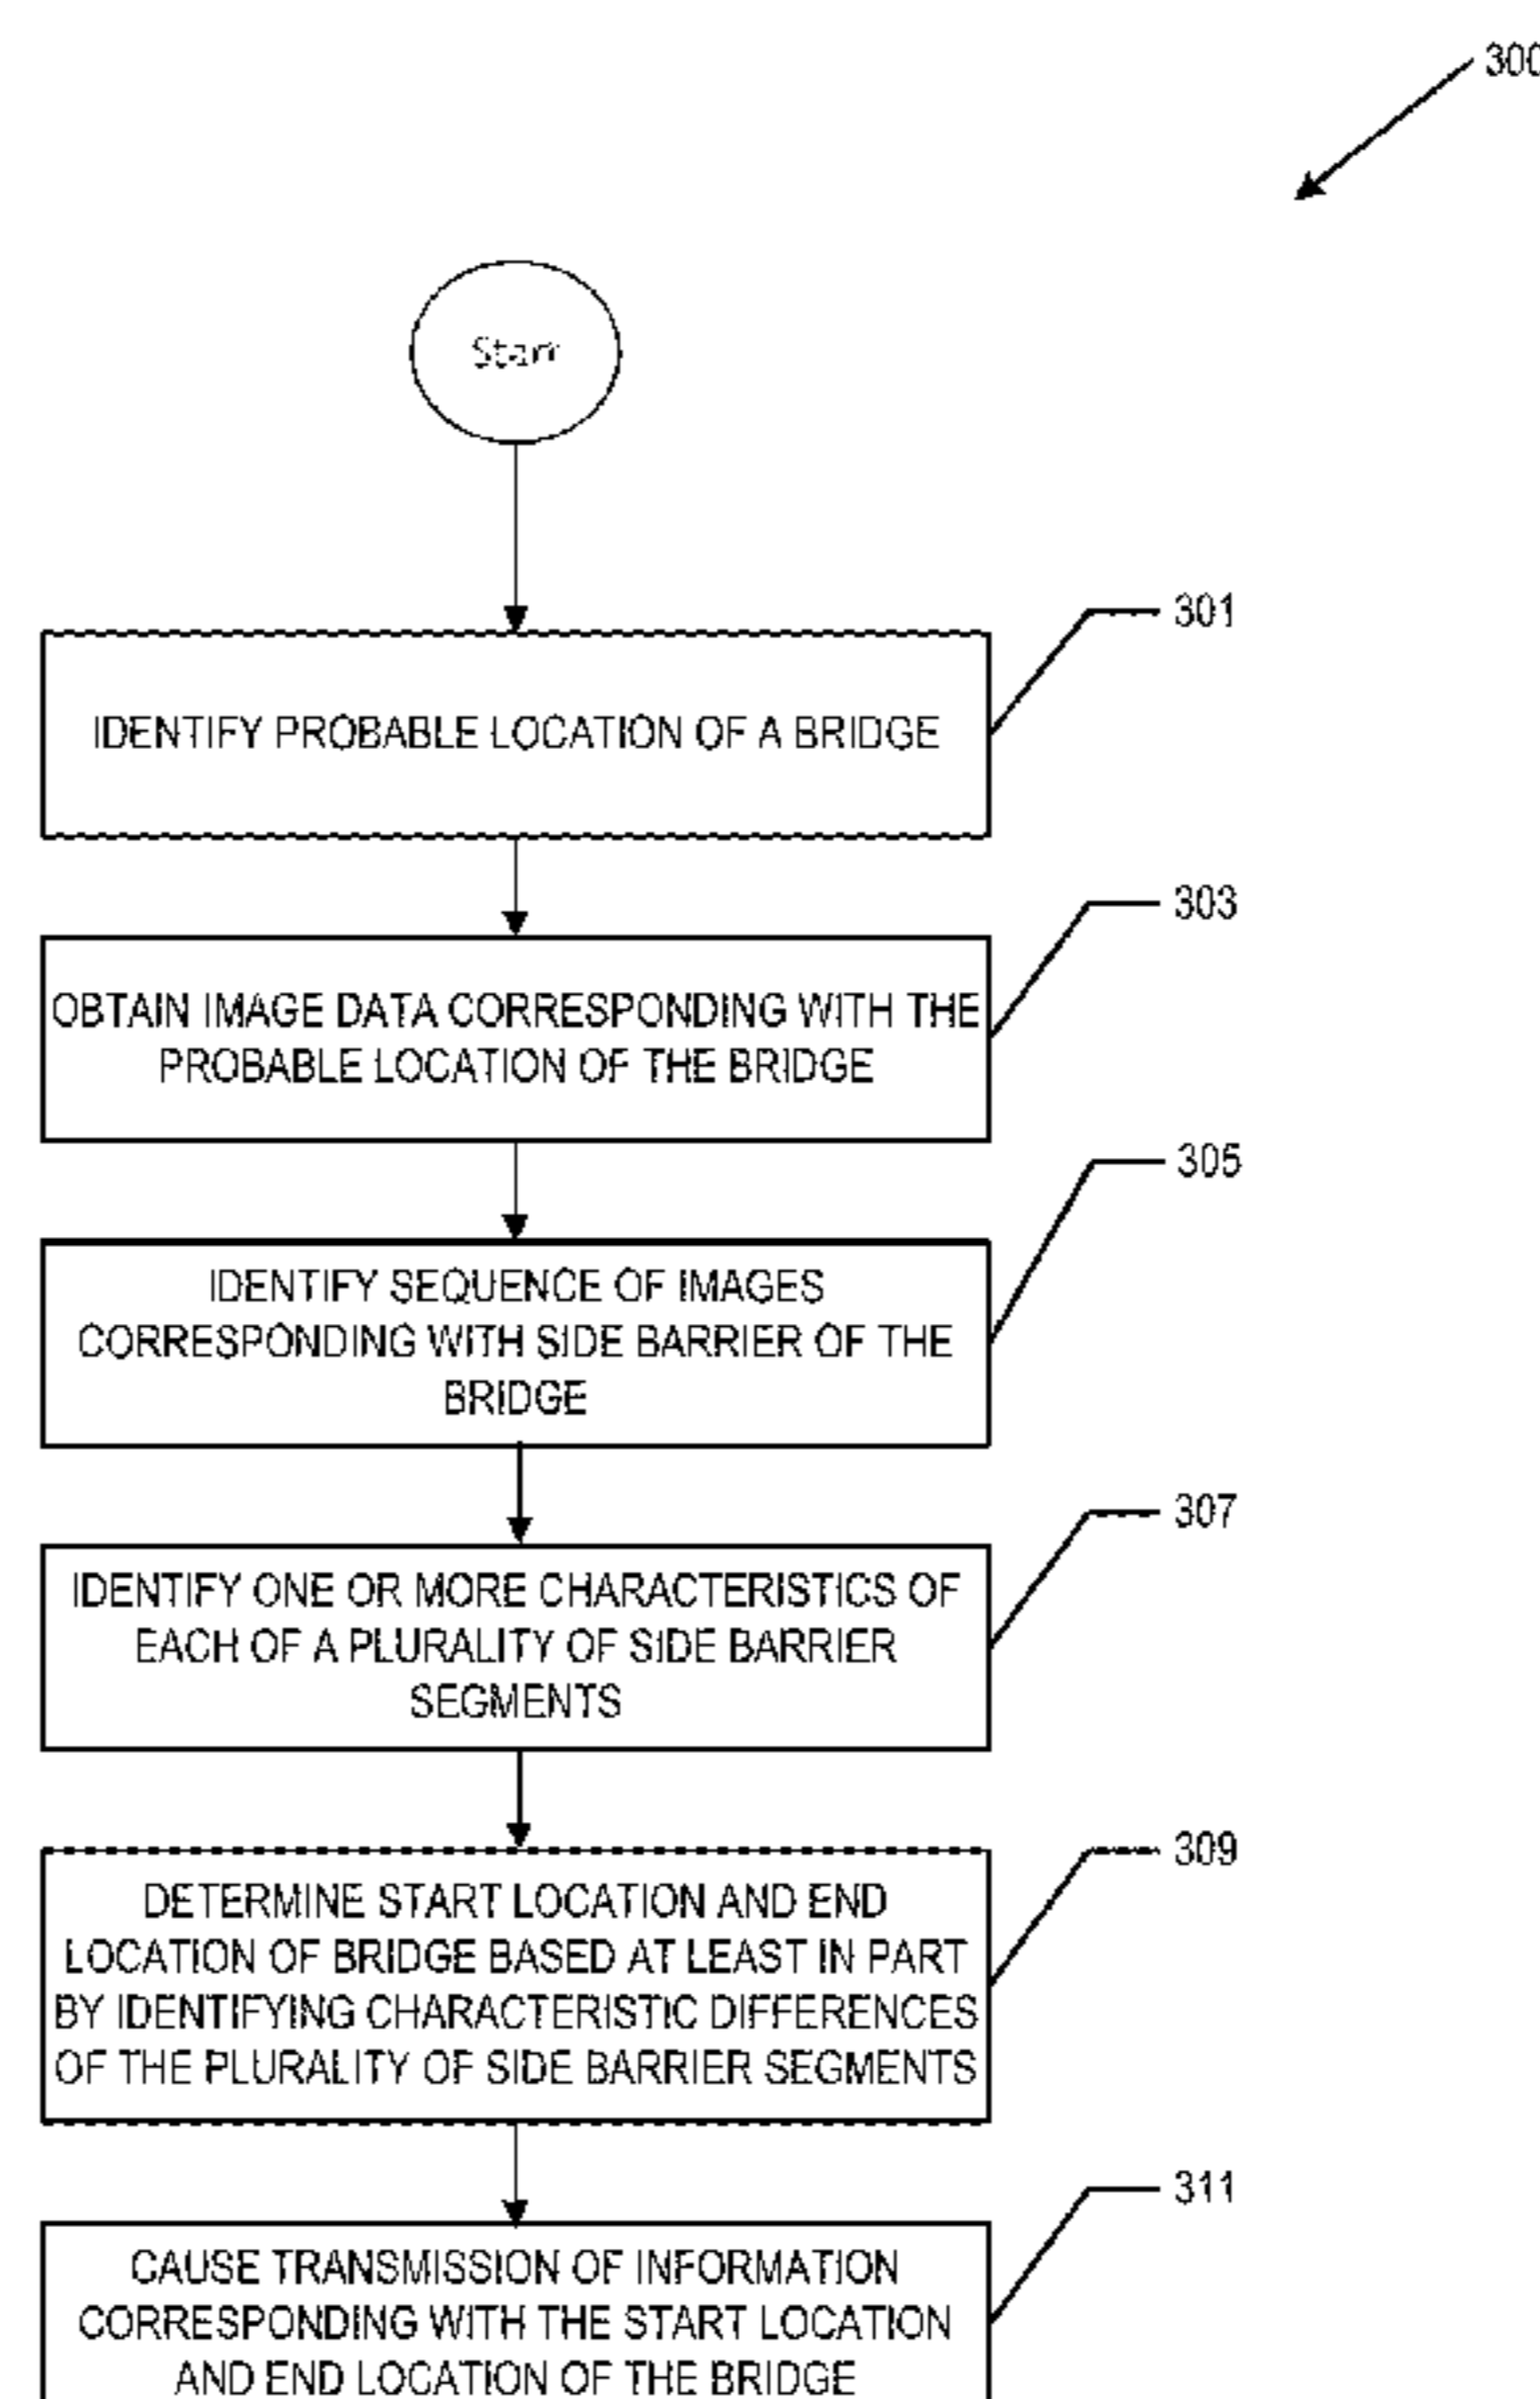 300
Start
301
IDENTIFY PROBABLE LOCATION OF A BRIDGE
303
OBTAIN IMAGE DATA CORRESPONDING WITH THE
PROBABLE LOCATION OF THE BRIDGE
305
IDENTIFY SEQUENCE OF IMAGES
CORRESPONDING WITH SIDE BARRIER OF THE
BRIDGE
307
IDENTIFY ONE OR MORE CHARACTERISTICS OF
EACH OF A PLURALITY OF SIDE BARRIER
SEGMENTS
309
DETERMINE START LOCATION AND END
LOCATION OF BRIDGE BASED AT LEAST IN PART
BY IDENTIFYING CHARACTERISTIC DIFFERENCES
OF THE PLURALITY OF SIDE BARRIER SEGMENTS
311
CAUSE TRANSMISSION OF INFORMATION
CORRESPONDING WITH THE START LOCATION
AND END LOCATION OF THE BRIDGE